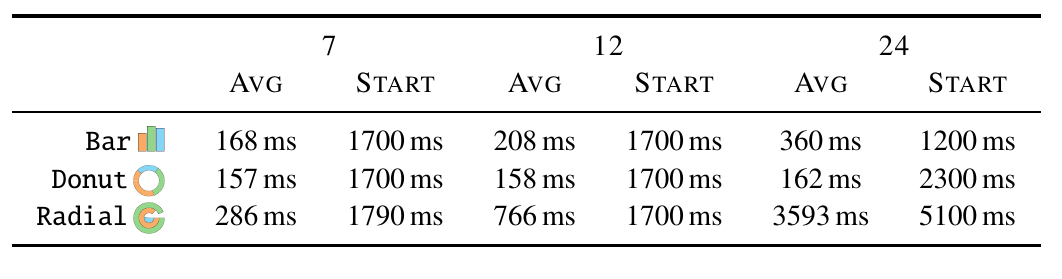 7 12 24
AVG START AVG START AVG START
Bar 168 ms 1700 ms 208 ms 1700 ms 360 ms 1200 ms
Donut 157 ms 1700 ms 158 ms 1700 ms 162 ms 2300 ms
Radial 286 ms 1790 ms 766 ms 1700 ms 3593 ms 5100 ms